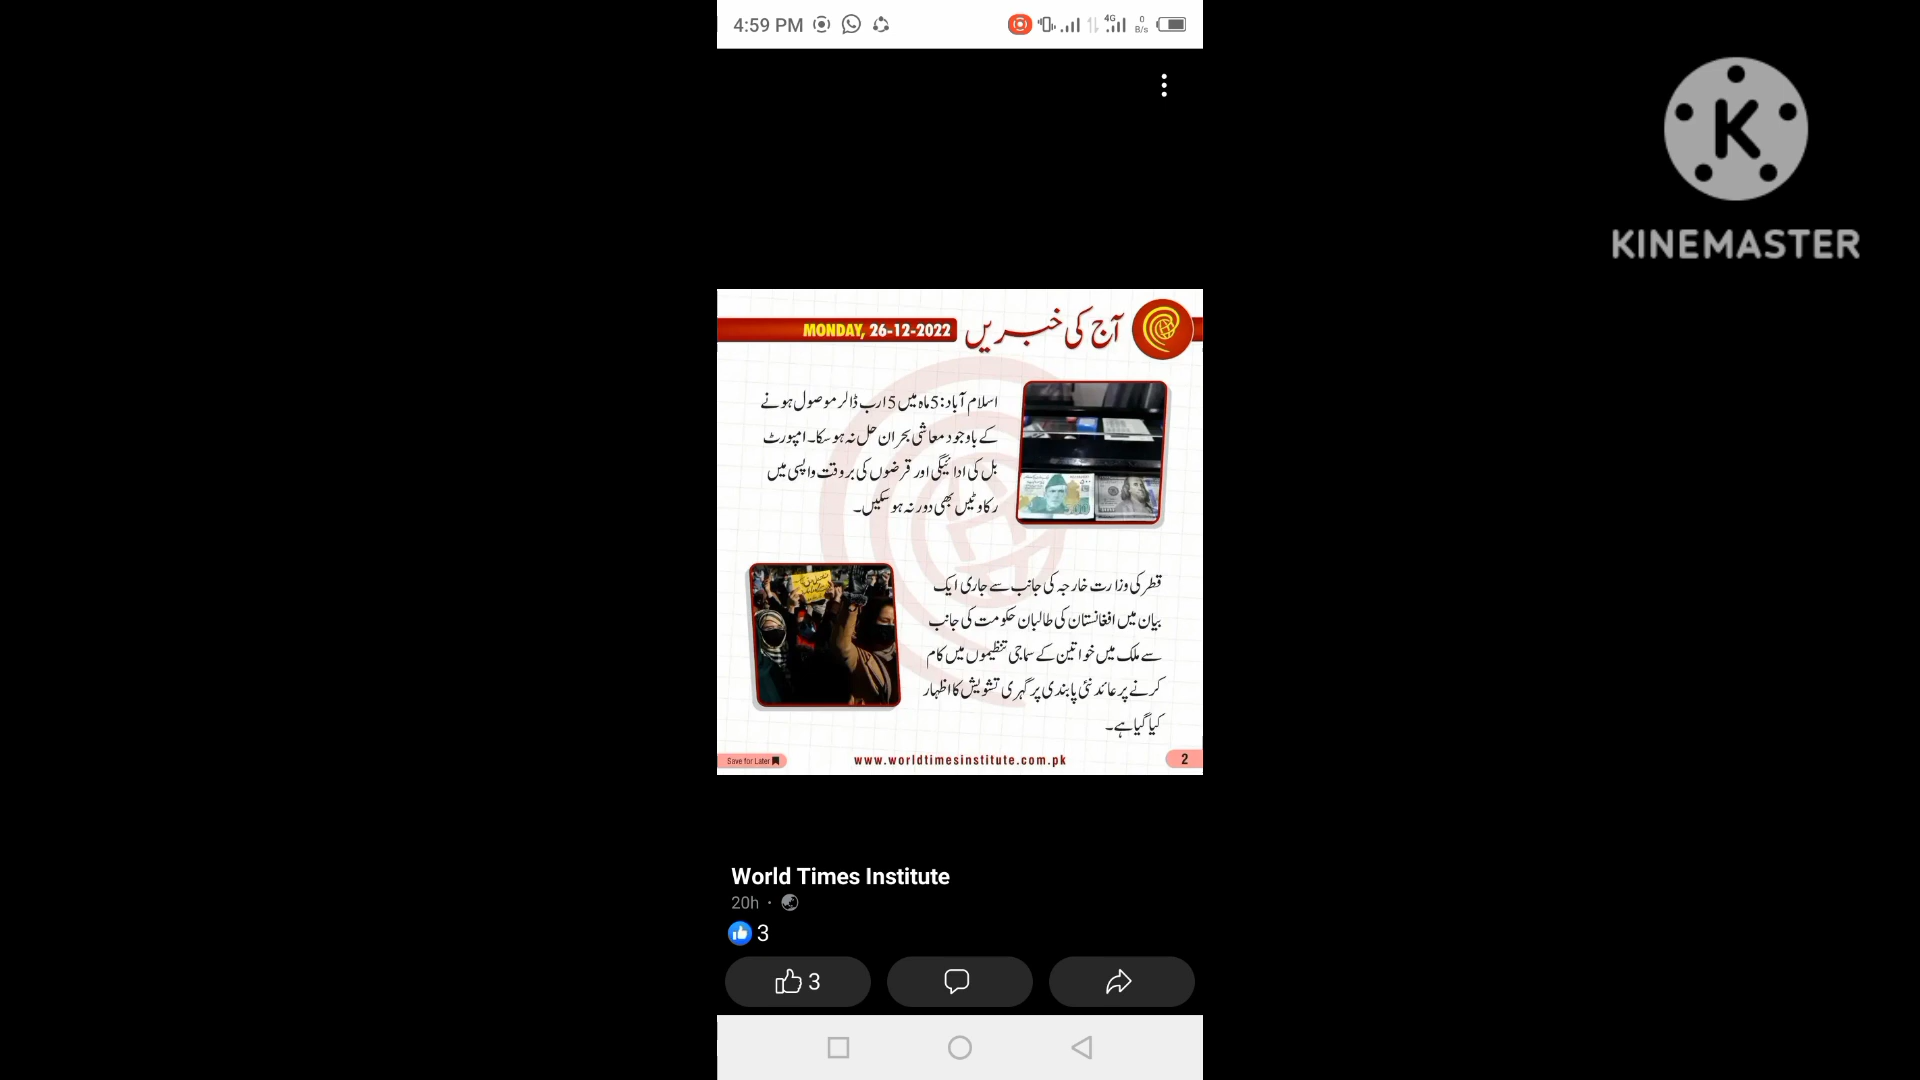 4:59 PM
4G
0
B/s
KINEMASTER
آج کی خبریں
MONDAY, 26-12-2022
اسلام آباد: 5 ماہ میں 5 ارب ڈالر موصول ہونے
کے باوجود معاشی بحران حل نہ ہو سکا۔ امپورٹ
بل کی ادائیگی اور قرضوں کی بروقت واپسی میں
رکاوٹیں بھی دور نہ ہو سکیں۔
قطر کی وزارت خارجہ کی جانب سے جاری ایک
بیان میں افغانستان کی طالبان حکومت کی جانب
سے ملک میں خواتین کے سماجی تنظیموں میں کام
کرنے پر عائد نئی پابندی پر گہری تشویش کا اظہار
کیا گیا ہے۔
Save for Later
www.worldtimesinstitute.com.pk
2
World Times Institute
20h
3
3